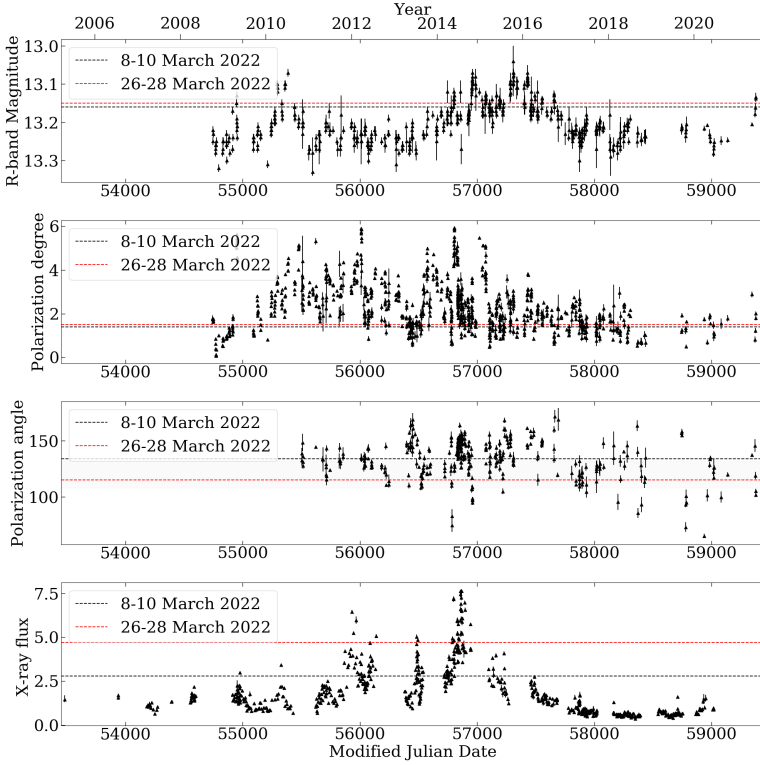 Year
2006 2008 2010 2012 2014 2016 2018 2020
R-band Magnitude
13.0
13.1
13.2
13.3
8-10 March 2022
26-28 March 2022
54000 55000 56000 57000 58000 59000
Polarization degree
6
4
2
0
8-10 March 2022
26-28 March 2022
54000 55000 56000 57000 58000 59000
Polarization angle
150
100
8-10 March 2022
26-28 March 2022
54000 55000 56000 57000 58000 59000
X-ray flux
7.5
5.0
2.5
0.0
8-10 March 2022
26-28 March 2022
54000 55000 56000 57000 58000 59000
Modified Julian Date